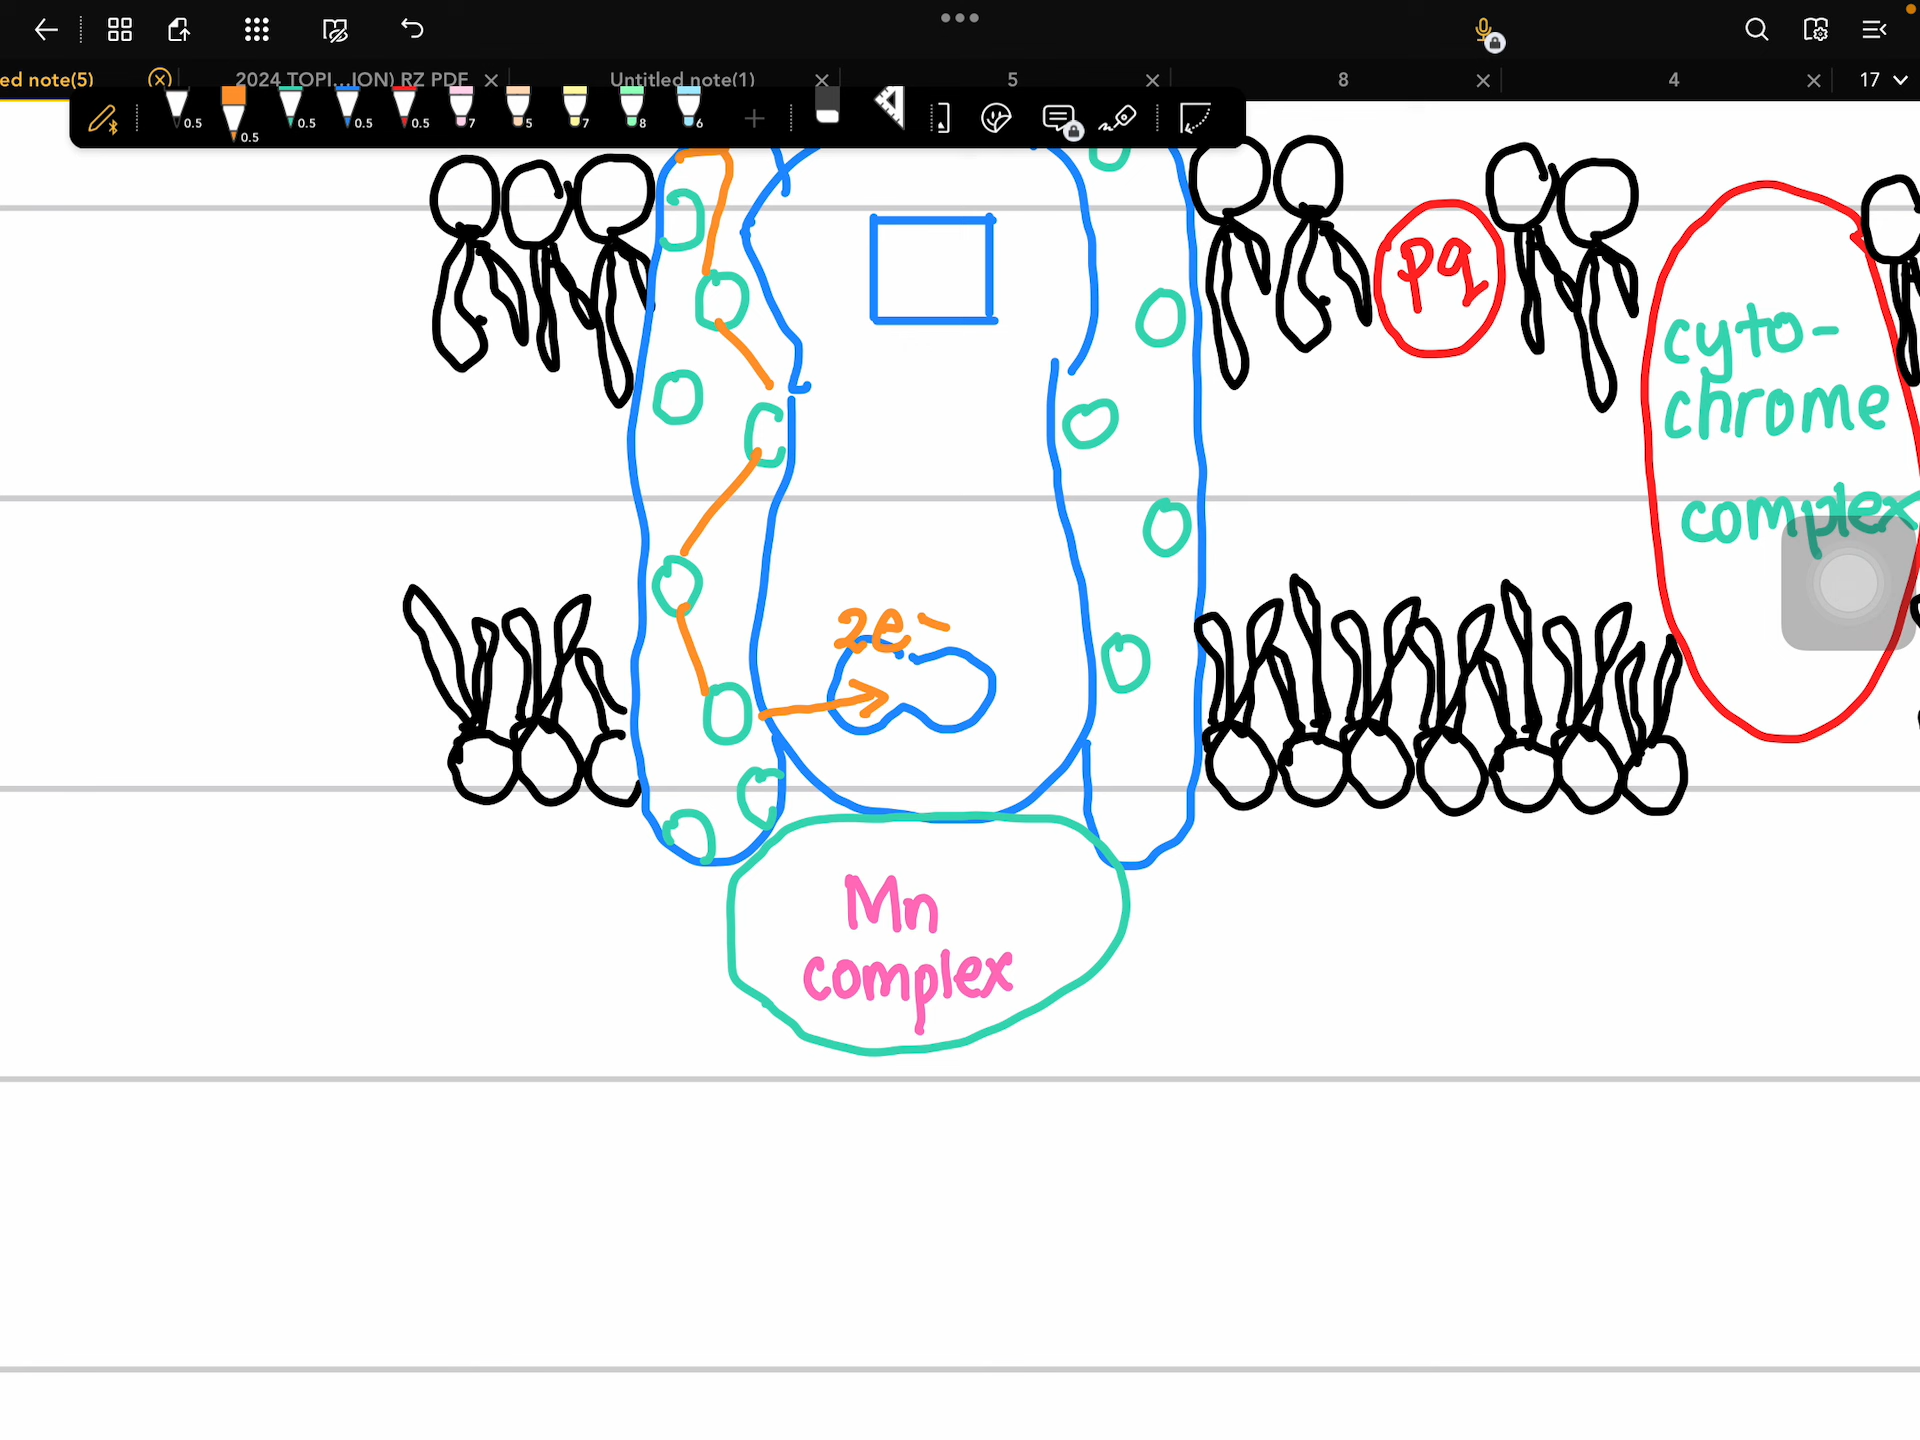 ed note(5)
2024 TOPI...ION) RZ PDF
Untitled note(1)
5
8
4
17
0.5
0.5
0.5
0.5
0.5
7
5
7
8
6
pq
cyto-
chrome
complex
2e-
Mn
complex